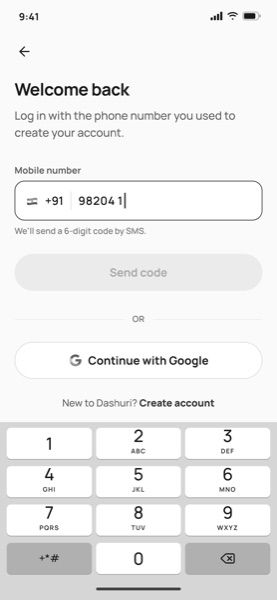 9:41
Welcome back
Log in with the phone number you used to
create your account.
Mobile number
+91 98204 1
We'll send a 6-digit code by SMS.
Send code
OR
Continue with Google
New to Dashuri? Create account
1 2 3
ABC DEF
4 5 6
GHI JKL MNO
7 8 9
PQRS TUV WXYZ
+*# 0